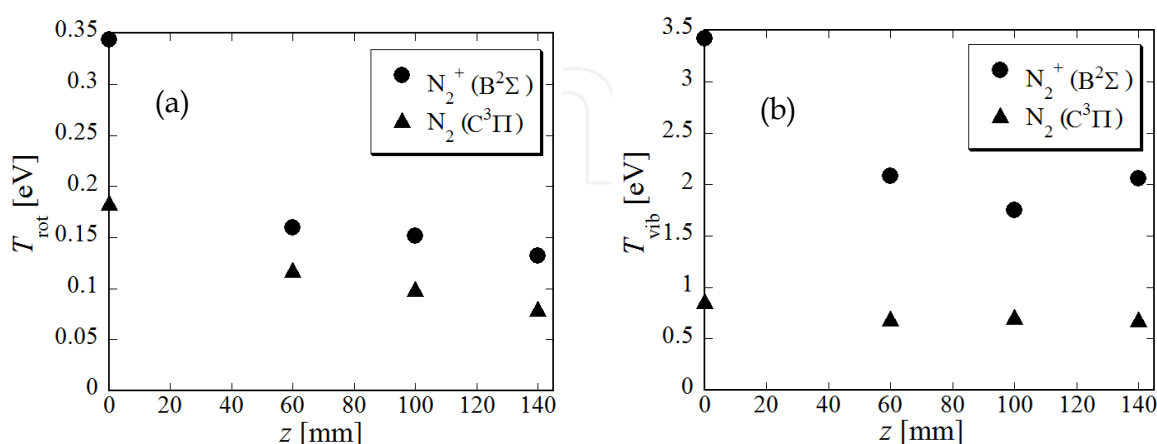 (a)
T_rot [eV]
0.35
0.3
0.25
0.2
0.15
0.1
0.05
0
0 20 40 60 80 100 120 140
z [mm]
N₂⁺ (B²Σ )
N₂ (C³Π)
(b)
T_vib [eV]
3.5
3
2.5
2
1.5
1
0.5
0
0 20 40 60 80 100 120 140
z [mm]
N₂⁺ (B²Σ )
N₂ (C³Π)